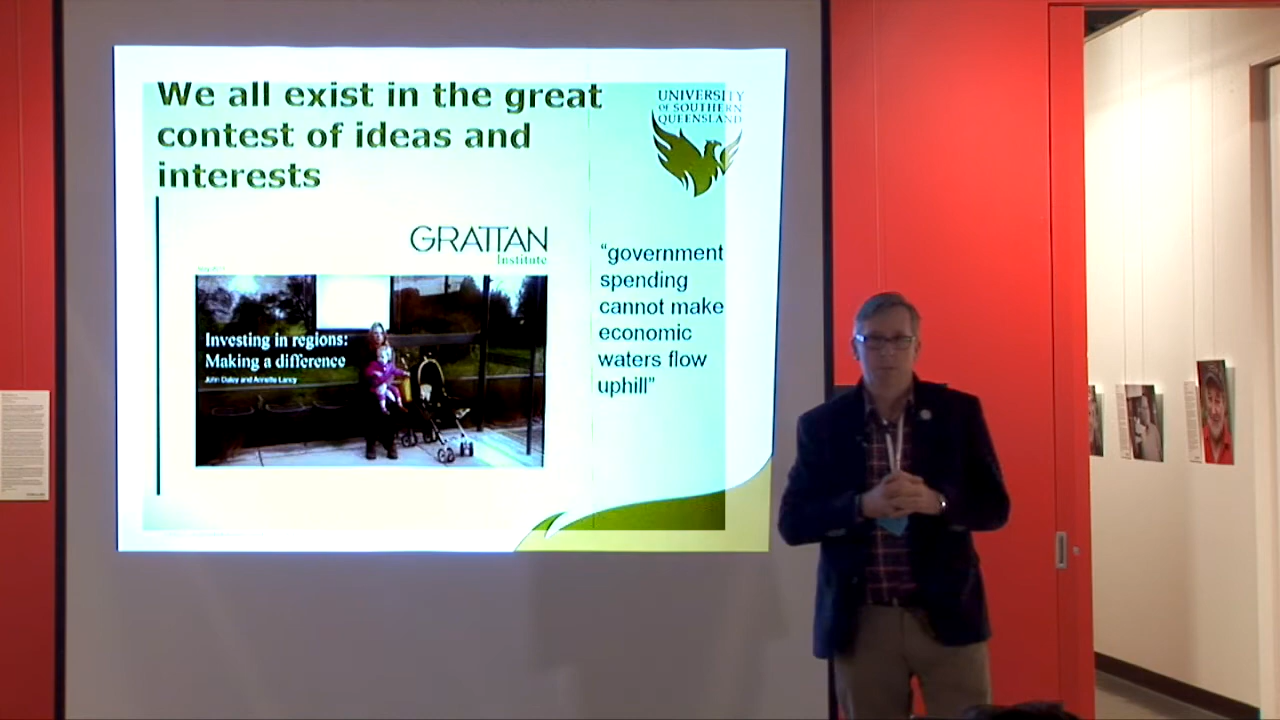 We all exist in the great
contest of ideas and
interests
UNIVERSITY
OF SOUTHERN
QUEENSLAND
GRATTAN
Institute
Investing in regions:
Making a difference
John Daley and Annette Lancy
“government
spending
cannot make
economic
waters flow
uphill”